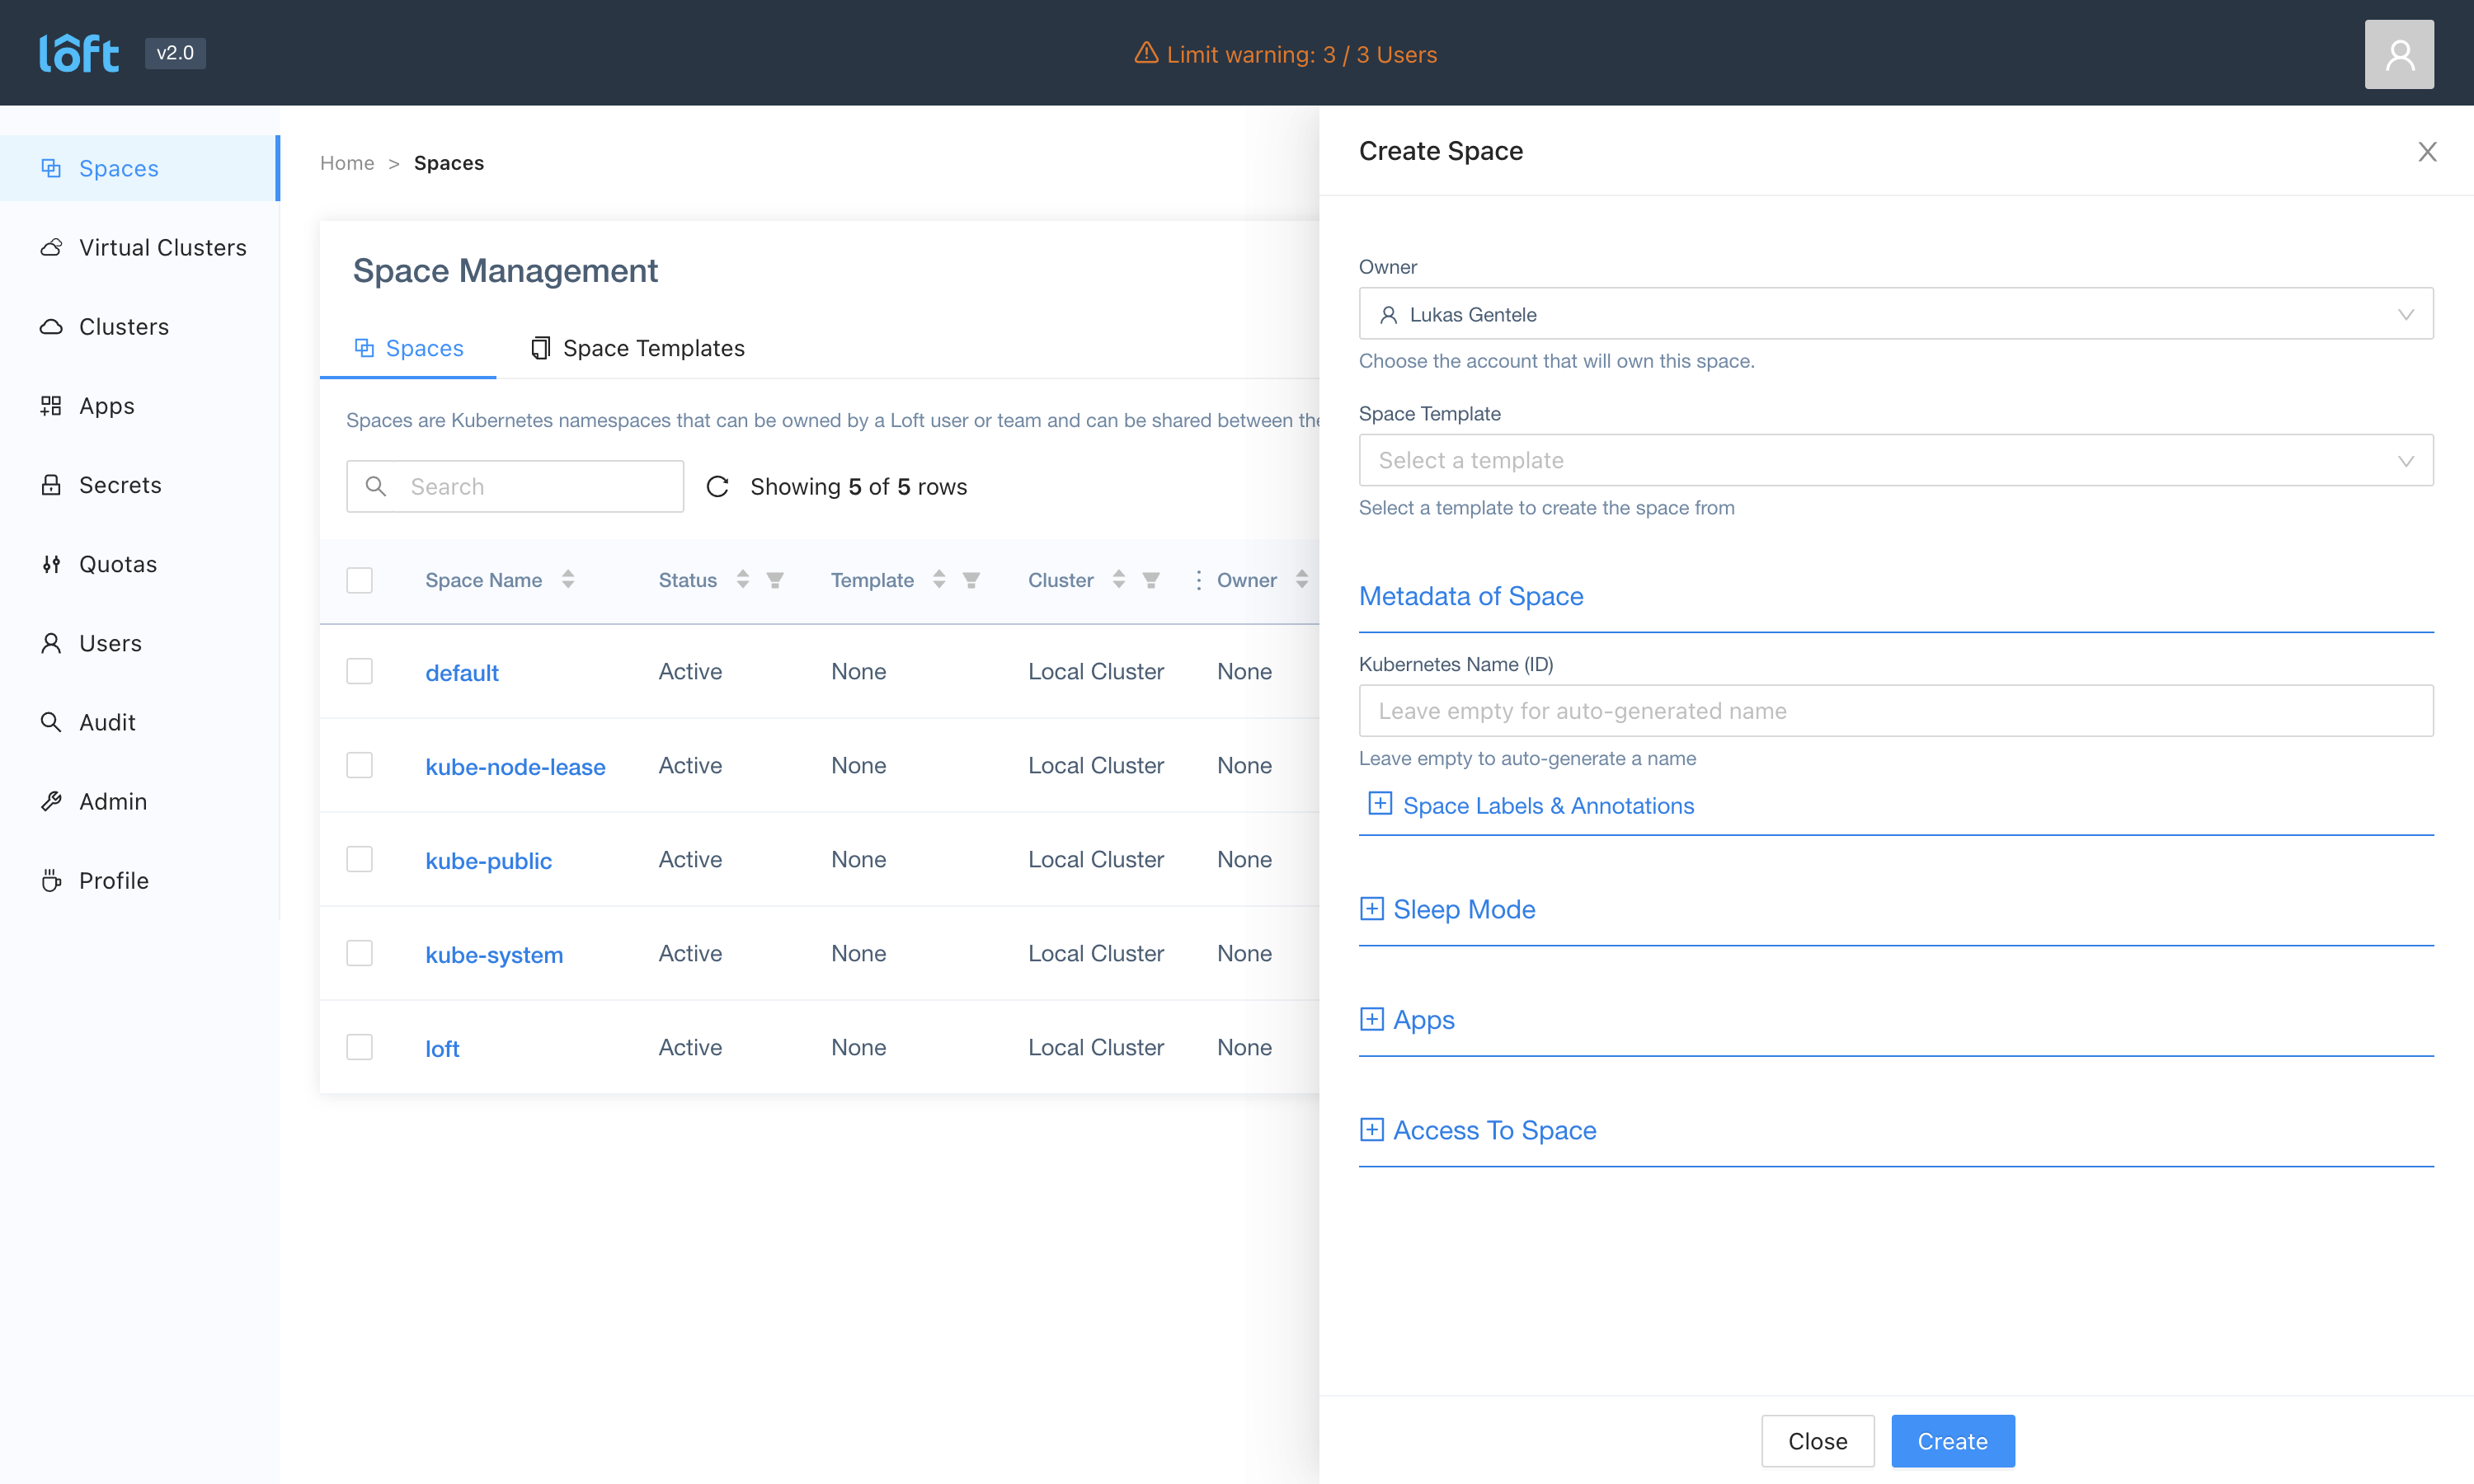 loft v2.0
Limit warning: 3 / 3 Users
Spaces
Virtual Clusters
Clusters
Apps
Secrets
Quotas
Users
Audit
Admin
Profile
Home > Spaces
Space Management
Spaces Space Templates
Spaces are Kubernetes namespaces that can be owned by a Loft user or team and can be shared between
Search Showing 5 of 5 rows
Space Name Status Template Cluster Owner
default Active None Local Cluster None
kube-node-lease Active None Local Cluster None
kube-public Active None Local Cluster None
kube-system Active None Local Cluster None
loft Active None Local Cluster None
Create Space
Owner
Lukas Gentele
Choose the account that will own this space.
Space Template
Select a template
Select a template to create the space from
Metadata of Space
Kubernetes Name (ID)
Leave empty for auto-generated name
Leave empty to auto-generate a name
Space Labels & Annotations
Sleep Mode
Apps
Access To Space
Close Create